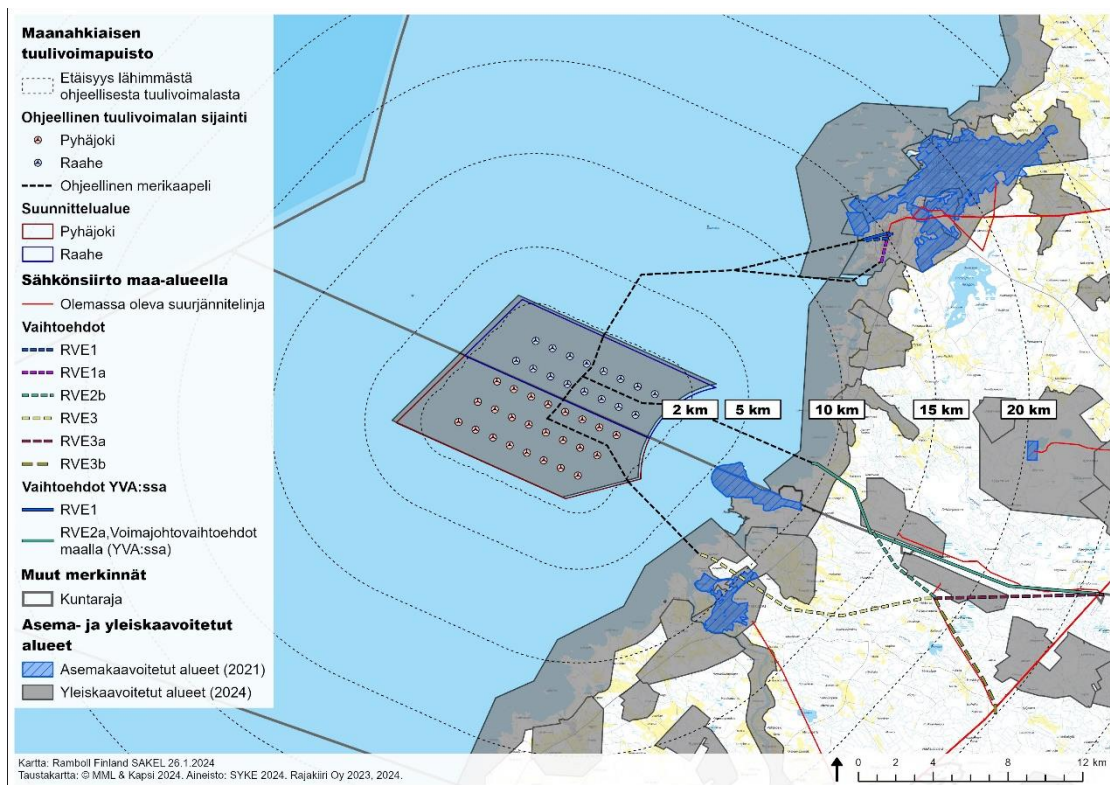 Maanahkiaisen
tuulivoimapuisto
Etäisyys lähimmästä
ohjeellisesta tuulivoimalasta
Ohjeellinen tuulivoimalan sijainti
Pyhäjoki
Raahe
Ohjeellinen merikaapeli
Suunnittelualue
Pyhäjoki
Raahe
Sähkönsiirto maa-alueella
Olemassa oleva suurjännitelinja
Vaihtoehdot
RVE1
RVE1a
RVE2b
RVE3
RVE3a
RVE3b
Vaihtoehdot YVA:ssa
RVE1
RVE2a,Voimajohtovaihtoehdot
maalla (YVA:ssa)
Muut merkinnät
Kuntaraja
Asema- ja yleiskaavoitetut
alueet
Asemakaavoitetut alueet (2021)
Yleiskaavoitetut alueet (2024)
2 km
5 km
10 km
15 km
20 km
Kartta: Ramboll Finland SAKEL 26.1.2024
Taustakartta: © MML & Kapsi 2024. Aineisto: SYKE 2024. Rajakiiri Oy 2023, 2024.
0 2 4 8 12 km